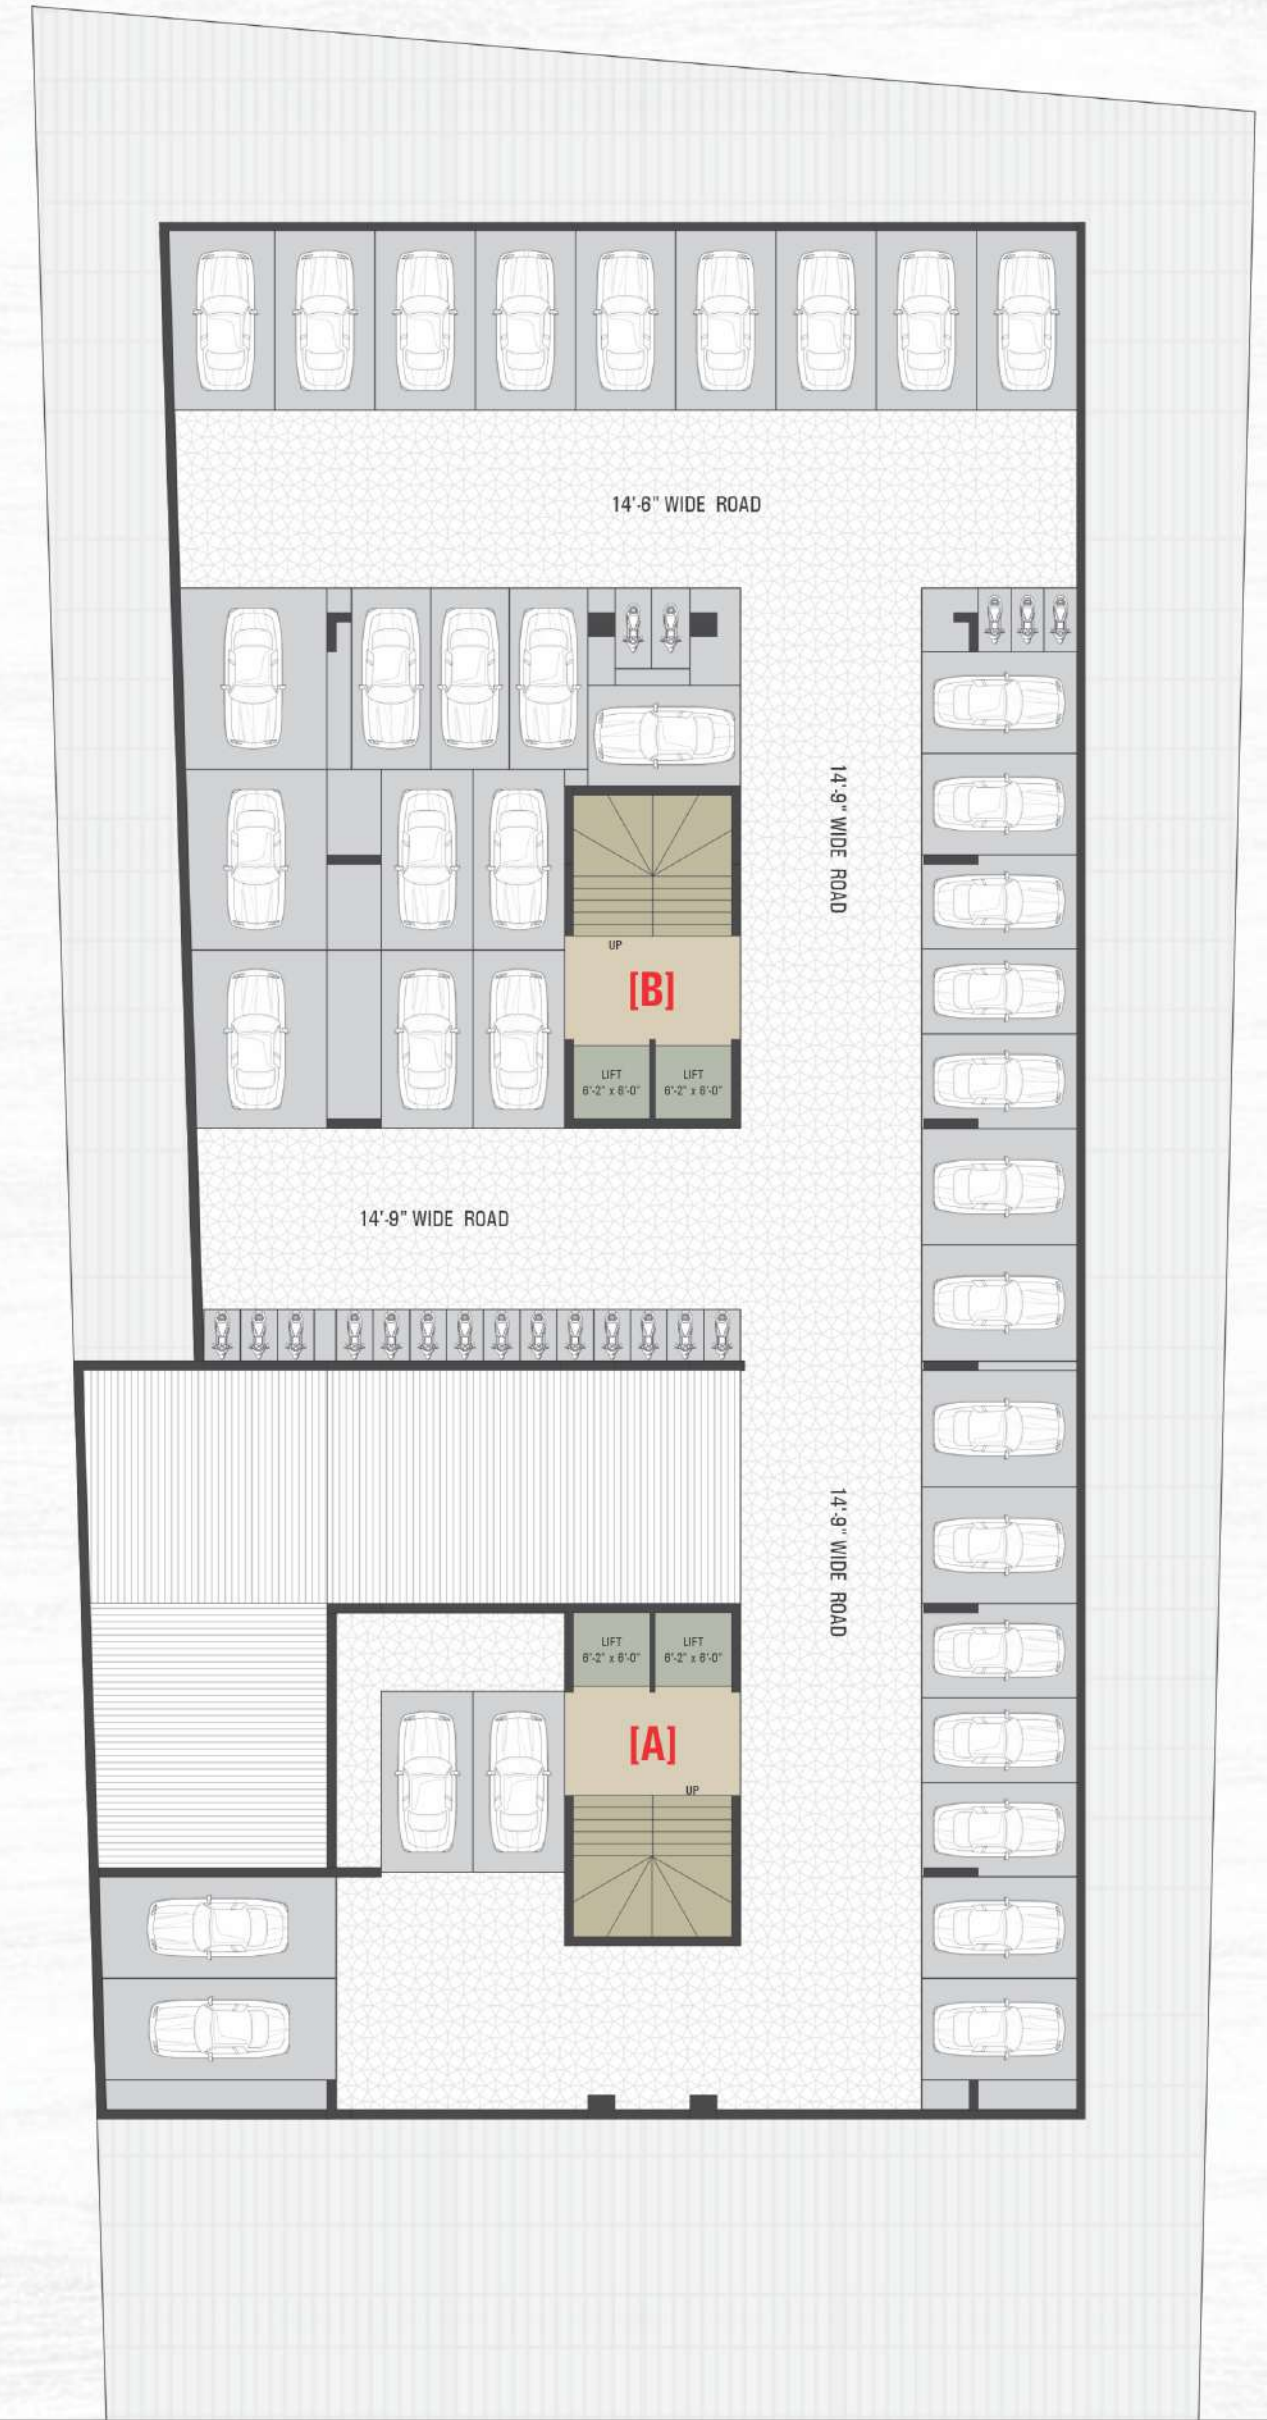 14'-6" WIDE ROAD
14'-9" WIDE ROAD
UP
[B]
LIFT
6'-2" x 6'-0"
LIFT
6'-2" x 6'-0"
14'-9" WIDE ROAD
14'-9" WIDE ROAD
LIFT
6'-2" x 6'-0"
LIFT
6'-2" x 6'-0"
[A]
UP